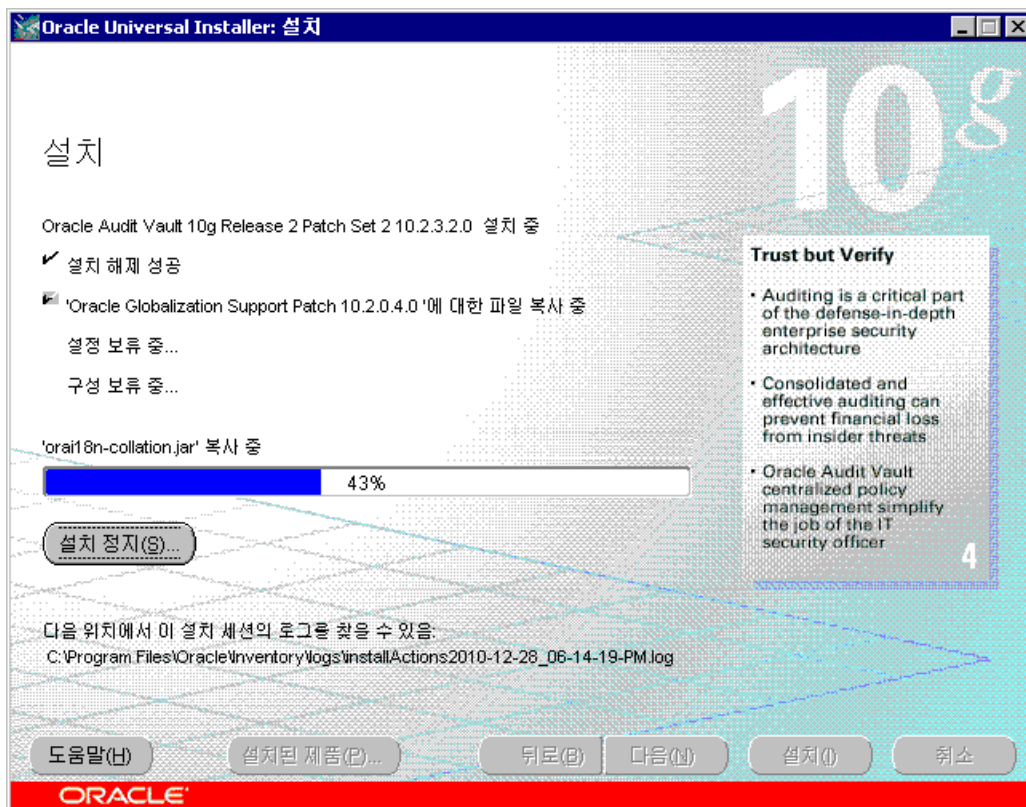 Oracle Universal Installer: 설치
10g
설치
Oracle Audit Vault 10g Release 2 Patch Set 2 10.2.3.2.0 설치 중
설치 해제 성공
'Oracle Globalization Support Patch 10.2.0.4.0 '에 대한 파일 복사 중
설정 보류 중...
구성 보류 중...
'orai18n-collation.jar' 복사 중
43%
설치 정지(S)...
다음 위치에서 이 설치 세션의 로그를 찾을 수 있음:
C:\Program Files\Oracle\Inventory\logs\installActions2010-12-28_06-14-19-PM.log
Trust but Verify
• Auditing is a critical part
of the defense-in-depth
enterprise security
architecture
• Consolidated and
effective auditing can
prevent financial loss
from insider threats
• Oracle Audit Vault
centralized policy
management simplify
the job of the IT
security officer
4
도움말(H) 설치된 제품(P)... 뒤로(B) 다음(N) 설치(I) 취소
ORACLE